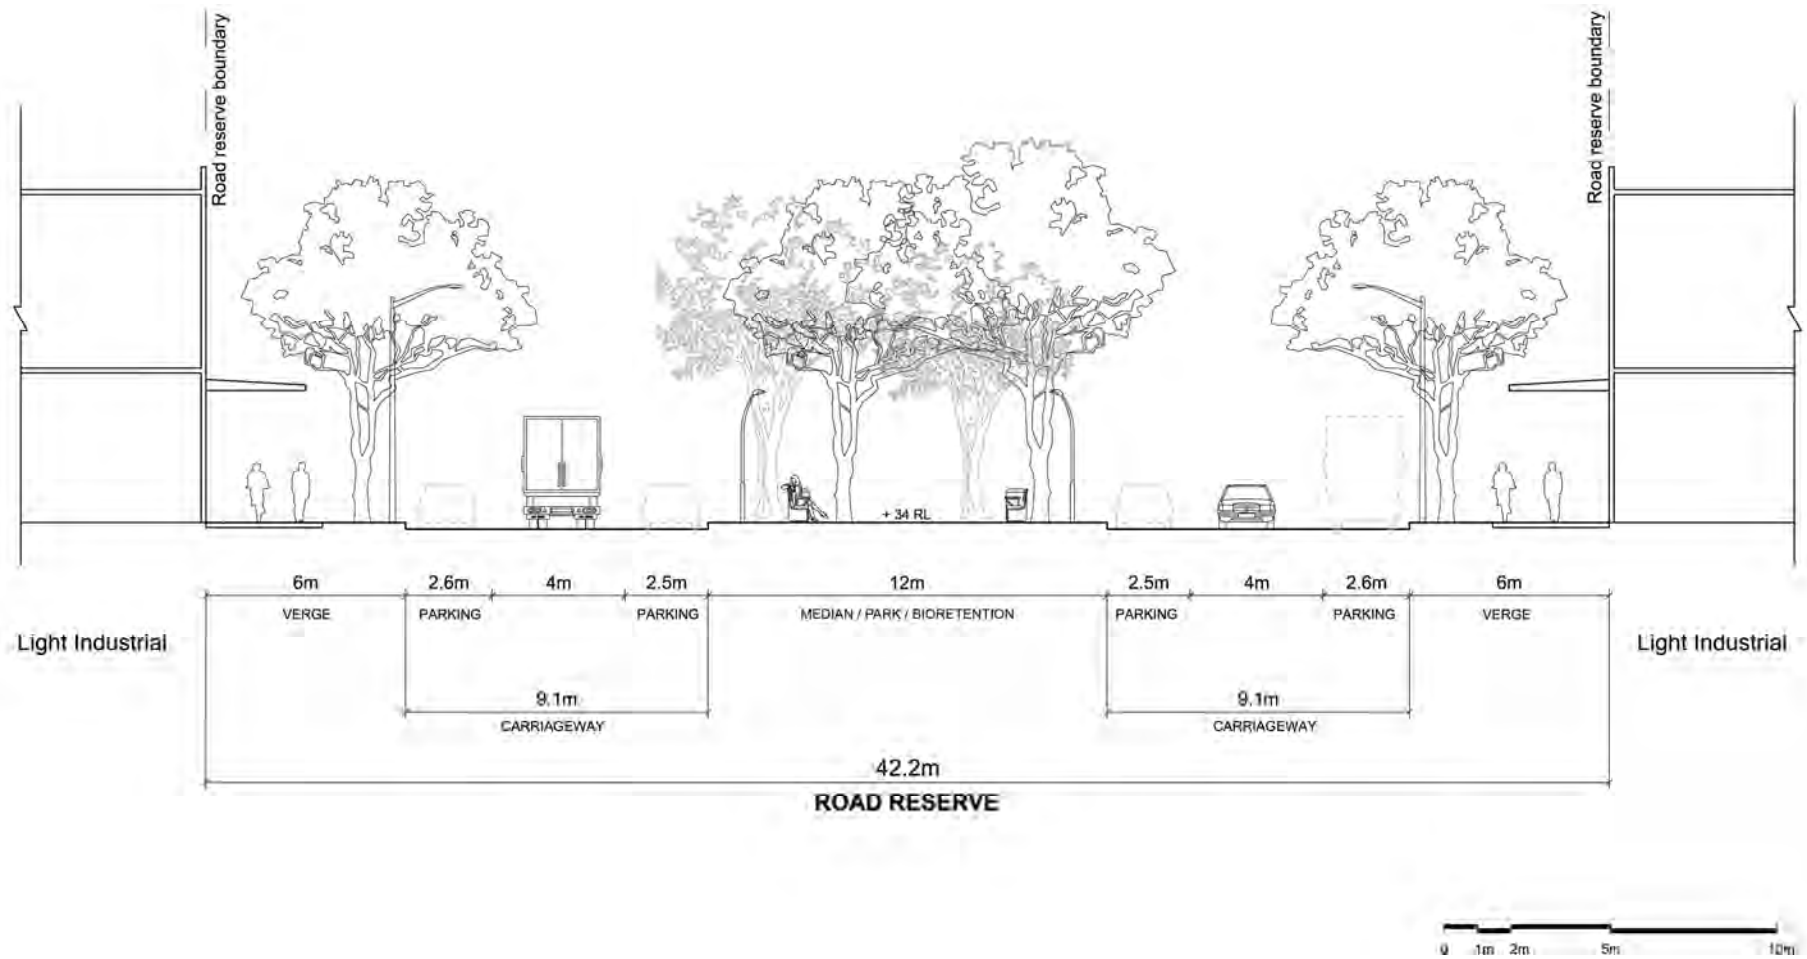 Road reserve boundary
Road reserve boundary
+ 34 RL
6m 2.6m 4m 2.5m 12m 2.5m 4m 2.6m 6m
VERGE PARKING PARKING MEDIAN / PARK / BIORETENTION PARKING PARKING VERGE
Light Industrial Light Industrial
9.1m 9.1m
CARRIAGEWAY CARRIAGEWAY
42.2m
ROAD RESERVE
0 1m 2m 5m 10m